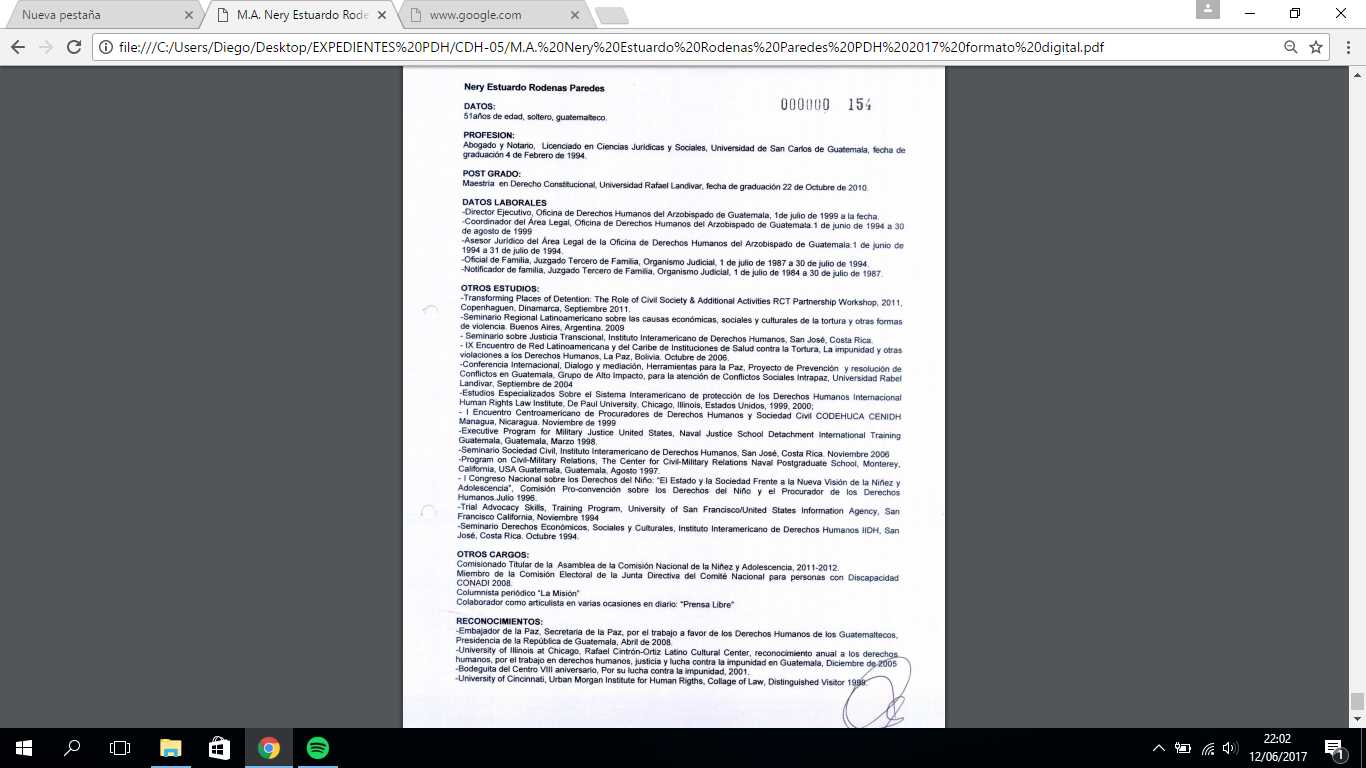 Nueva pestaña
M.A. Nery Estuardo Rode
www.google.com
file:///C:/Users/Diego/Desktop/EXPEDIENTES%20PDH/CDH-05/M.A.%20Nery%20Estuardo%20Rodenas%20Paredes%20PDH%202017%20formato%20digital.pdf
Nery Estuardo Rodenas Paredes
000000 154
DATOS:
51años de edad, soltero, guatemalteco.
PROFESION:
Abogado y Notario, Licenciado en Ciencias Jurídicas y Sociales, Universidad de San Carlos de Guatemala, fecha de
graduación 4 de Febrero de 1994.
POST GRADO:
Maestría en Derecho Constitucional, Universidad Rafael Landivar, fecha de graduación 22 de Octubre de 2010.
DATOS LABORALES
-Director Ejecutivo, Oficina de Derechos Humanos del Arzobispado de Guatemala, 1de julio de 1999 a la fecha.
-Coordinador del Área Legal, Oficina de Derechos Humanos del Arzobispado de Guatemala.1 de junio de 1994 a 30
de agosto de 1999
-Asesor Jurídico del Área Legal de la Oficina de Derechos Humanos del Arzobispado de Guatemala.1 de junio de
1994 a 31 de julio de 1994.
-Oficial de Familia, Juzgado Tercero de Familia, Organismo Judicial, 1 de julio de 1987 a 30 de julio de 1994.
-Notificador de familia, Juzgado Tercero de Familia, Organismo Judicial, 1 de julio de 1984 a 30 de julio de 1987.
OTROS ESTUDIOS:
-Transforming Places of Detention: The Role of Civil Society & Additional Activities RCT Partnership Workshop, 2011,
Copenhaguen, Dinamarca, Septiembre 2011.
-Seminario Regional Latinoamericano sobre las causas económicas, sociales y culturales de la tortura y otras formas
de violencia. Buenos Aires, Argentina. 2009
- Seminario sobre Justicia Transcional, Instituto Interamericano de Derechos Humanos, San José, Costa Rica.
- IX Encuentro de Red Latinoamericana y del Caribe de Instituciones de Salud contra la Tortura, La impunidad y otras
violaciones a los Derechos Humanos, La Paz, Bolivia. Octubre de 2006.
-Conferencia Internacional, Dialogo y mediación, Herramientas para la Paz, Proyecto de Prevención y resolución de
Conflictos en Guatemala, Grupo de Alto Impacto, para la atención de Conflictos Sociales Intrapaz, Universidad Rabel
Landivar, Septiembre de 2004
-Estudios Especializados Sobre el Sistema Interamericano de protección de los Derechos Humanos Internacional
Human Rights Law Institute, De Paul University, Chicago, Illinois, Estados Unidos, 1999, 2000;
- I Encuentro Centroamericano de Procuradores de Derechos Humanos y Sociedad Civil CODEHUCA CENIDH
Managua, Nicaragua. Noviembre de 1999
-Executive Program for Military Justice United States, Naval Justice School Detachment International Training
Guatemala, Guatemala, Marzo 1998.
-Seminario Sociedad Civil, Instituto Interamericano de Derechos Humanos, San José, Costa Rica. Noviembre 2006
-Program on Civil-Military Relations, The Center for Civil-Military Relations Naval Postgraduate School, Monterey,
California, USA Guatemala, Guatemala, Agosto 1997.
- I Congreso Nacional sobre los Derechos del Niño: "El Estado y la Sociedad Frente a la Nueva Visión de la Niñez y
Adolescencia", Comisión Pro-convención sobre los Derechos del Niño y el Procurador de los Derechos
Humanos.Julio 1996.
-Trial Advocacy Skills, Training Program, University of San Francisco/United States Information Agency, San
Francisco California, Noviembre 1994
-Seminario Derechos Económicos, Sociales y Culturales, Instituto Interamericano de Derechos Humanos IIDH, San
José, Costa Rica. Octubre 1994.
OTROS CARGOS:
Comisionado Titular de la Asamblea de la Comisión Nacional de la Niñez y Adolescencia, 2011-2012.
Miembro de la Comisión Electoral de la Junta Directiva del Comité Nacional para personas con Discapacidad
CONADI 2008.
Columnista periódico "La Misión"
Colaborador como articulista en varias ocasiones en diario: "Prensa Libre"
RECONOCIMIENTOS:
-Embajador de la Paz, Secretaria de la Paz, por el trabajo a favor de los Derechos Humanos de los Guatemaltecos,
Presidencia de la República de Guatemala, Abril de 2008.
-University of Illinois at Chicago, Rafael Cintrón-Ortiz Latino Cultural Center, reconocimiento anual a los derechos
humanos, por el trabajo en derechos humanos, justicia y lucha contra la impunidad en Guatemala, Diciembre de 2005
-Bodeguita del Centro VIII aniversario, Por su lucha contra la impunidad, 2001.
-University of Cincinnati, Urban Morgan Institute for Human Rigths, Collage of Law, Distinguished Visitor
22:02
12/06/2017
1